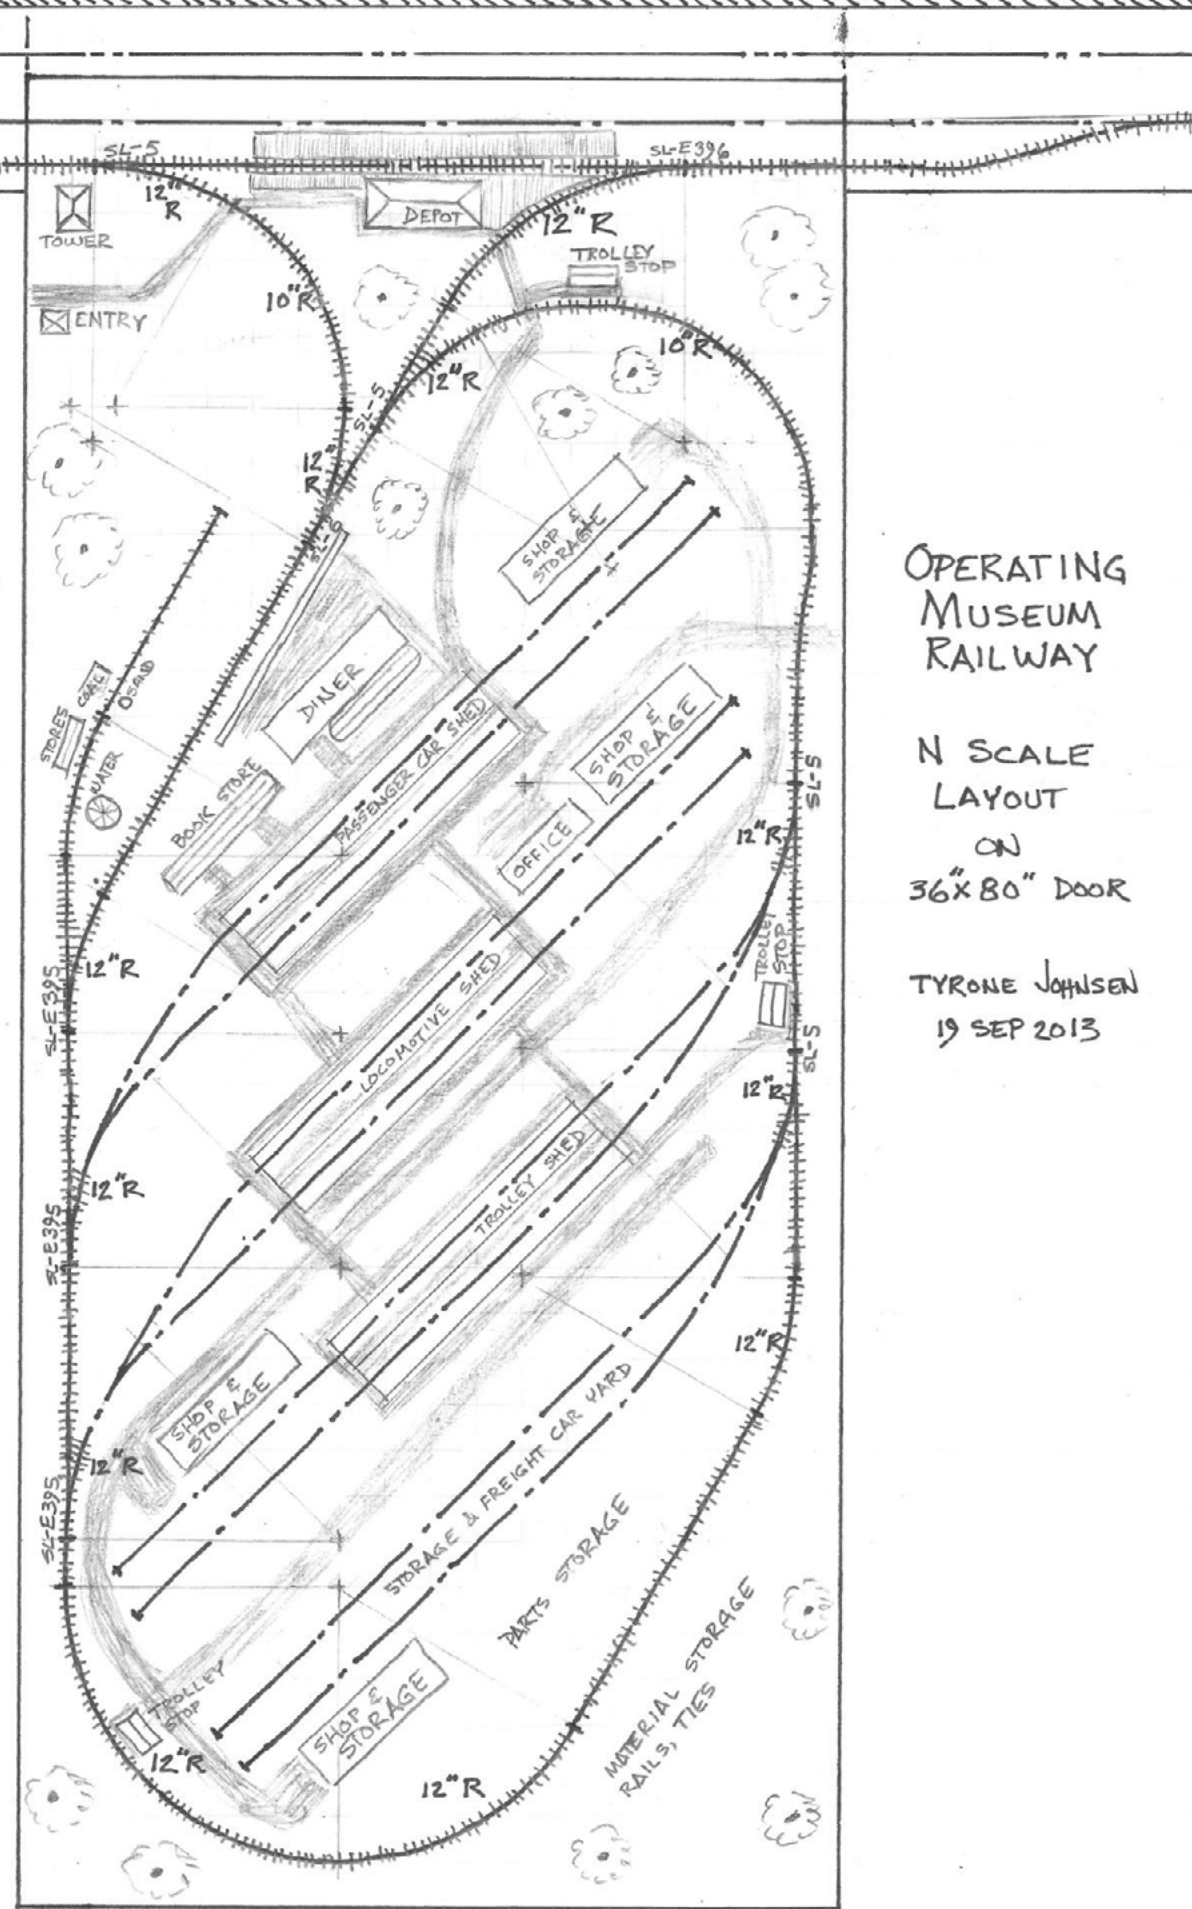 SL-5
SL-E396
12"
R
DEPOT
12"R
TOWER
TROLLEY
STOP
10"R
ENTRY
10"R
12"R
SL-5
12"
R
SL-6
SHOP &
STORAGE
OPERATING
MUSEUM
RAILWAY
N SCALE
LAYOUT
ON
36"X80" DOOR
TYRONE JOHNSEN
19 SEP 2013
STORES
COAL
SAND
WATER
DINER
BOOK STORE
PASSENGER CAR SHED
SHOP &
STORAGE
OFFICE
SL-5
12"R
TROLLEY
STOP
12"R
SL-E395
LOCOMOTIVE SHED
SL-5
12"R
12"R
SL-E395
TROLLEY SHED
12"R
SHOP &
STORAGE
12"R
SL-E395
STORAGE & FREIGHT CAR YARD
PARTS STORAGE
MATERIAL STORAGE
RAILS, TIES
TROLLEY
STOP
12"R
SHOP &
STORAGE
12"R